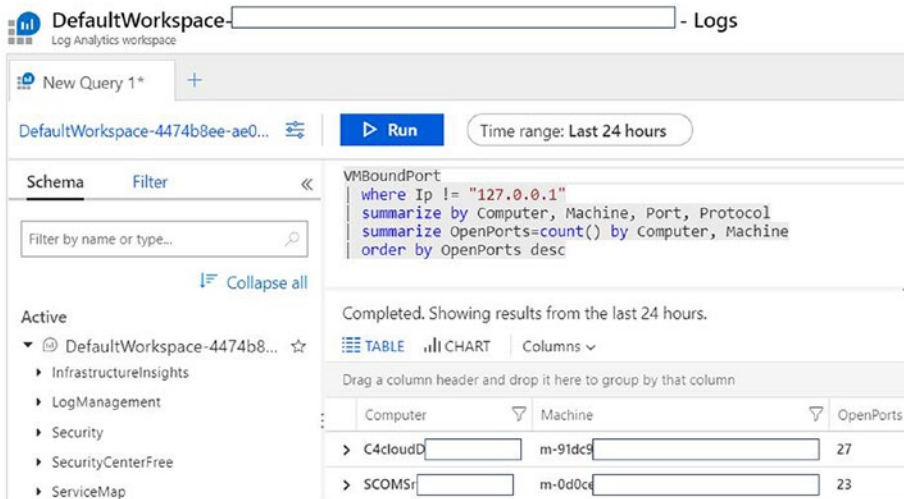 DefaultWorkspace- - Logs
Log Analytics workspace
New Query 1* +
DefaultWorkspace-4474b8ee-ae0... Run Time range: Last 24 hours
Schema Filter «
Filter by name or type...
Collapse all
Active
DefaultWorkspace-4474b8...
InfrastructureInsights
LogManagement
Security
SecurityCenterFree
ServiceMap
VMBoundPort
| where Ip != "127.0.0.1"
| summarize by Computer, Machine, Port, Protocol
| summarize OpenPorts=count() by Computer, Machine
| order by OpenPorts desc
Completed. Showing results from the last 24 hours.
TABLE CHART Columns
Drag a column header and drop it here to group by that column
Computer Machine OpenPorts
C4cloudD m-91dc9 27
SCOMSr m-0d0ce 23